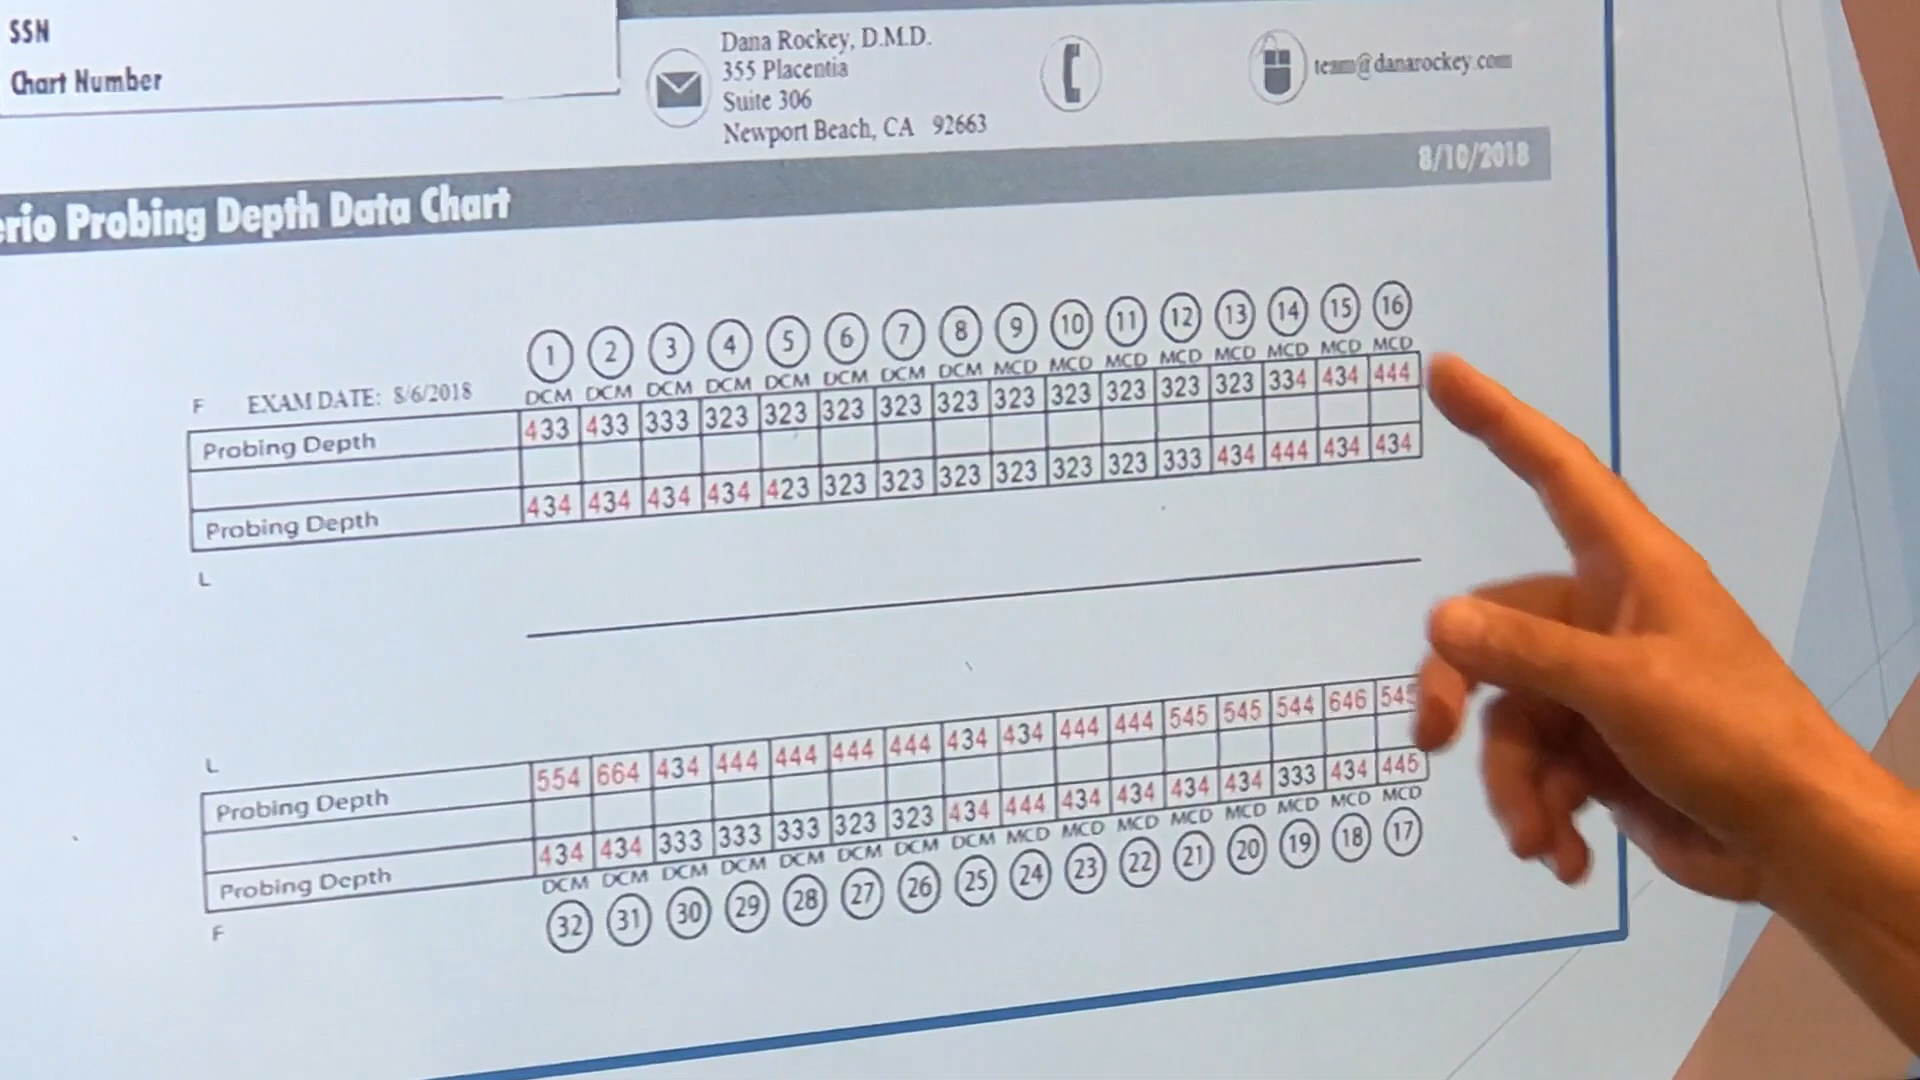 SSN
Chart Number
Dana Rockey, D.M.D.
355 Placentia
Suite 306
Newport Beach, CA 92663
team@danarockey.com
8/10/2018
erio Probing Depth Data Chart
1 2 3 4 5 6 7 8 9 10 11 12 13 14 15 16
F EXAM DATE: 8/6/2018 DCM DCM DCM DCM DCM DCM DCM DCM MCD MCD MCD MCD MCD MCD MCD MCD
Probing Depth 433 433 333 323 323 323 323 323 323 323 323 323 323 334 434 444
Probing Depth 434 434 434 434 423 323 323 323 323 323 323 333 434 444 434 434
L
L
Probing Depth 554 664 434 444 444 444 444 434 434 444 444 545 545 544 646 545
Probing Depth 434 434 333 333 333 323 323 434 444 434 434 434 434 333 434 445
F DCM DCM DCM DCM DCM DCM DCM DCM MCD MCD MCD MCD MCD MCD MCD MCD
32 31 30 29 28 27 26 25 24 23 22 21 20 19 18 17